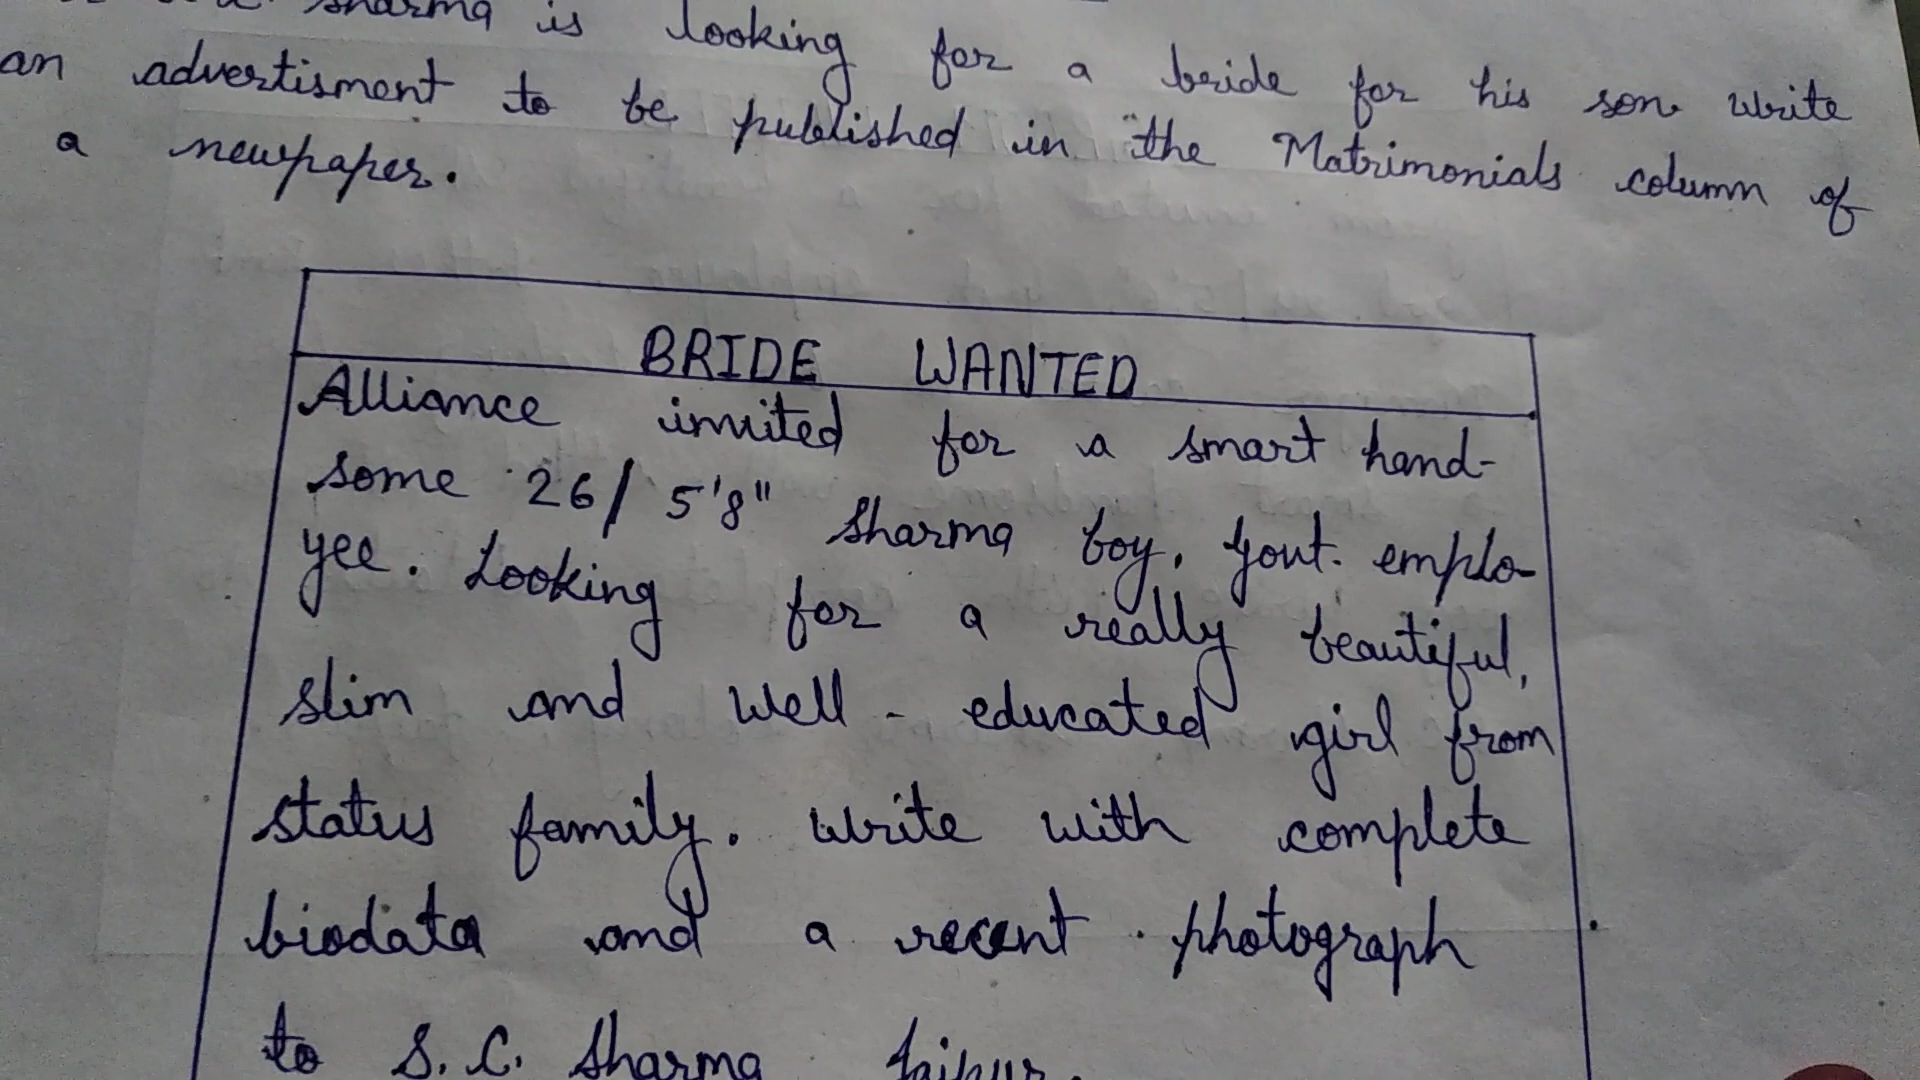 Sharma is looking for a bride for his son write
an advertisment to be published in the Matrimonials column of
a newpaper.
BRIDE WANTED
Alliance invited for a smart hand-
some 26/ 5'8" Sharma boy. Govt. emplo-
yee. Looking for a really beautiful,
slim and well-educated girl from
status family. Write with complete
biodata and a recent photograph
to S.C. Sharma Jaipur.